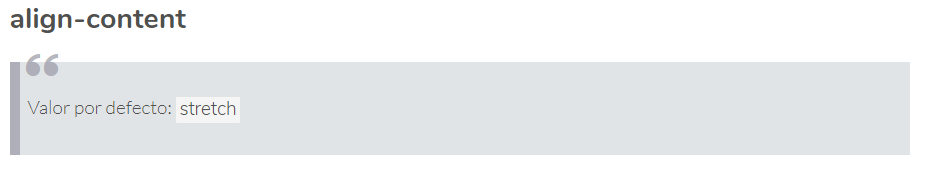 align-content
Valor por defecto: stretch